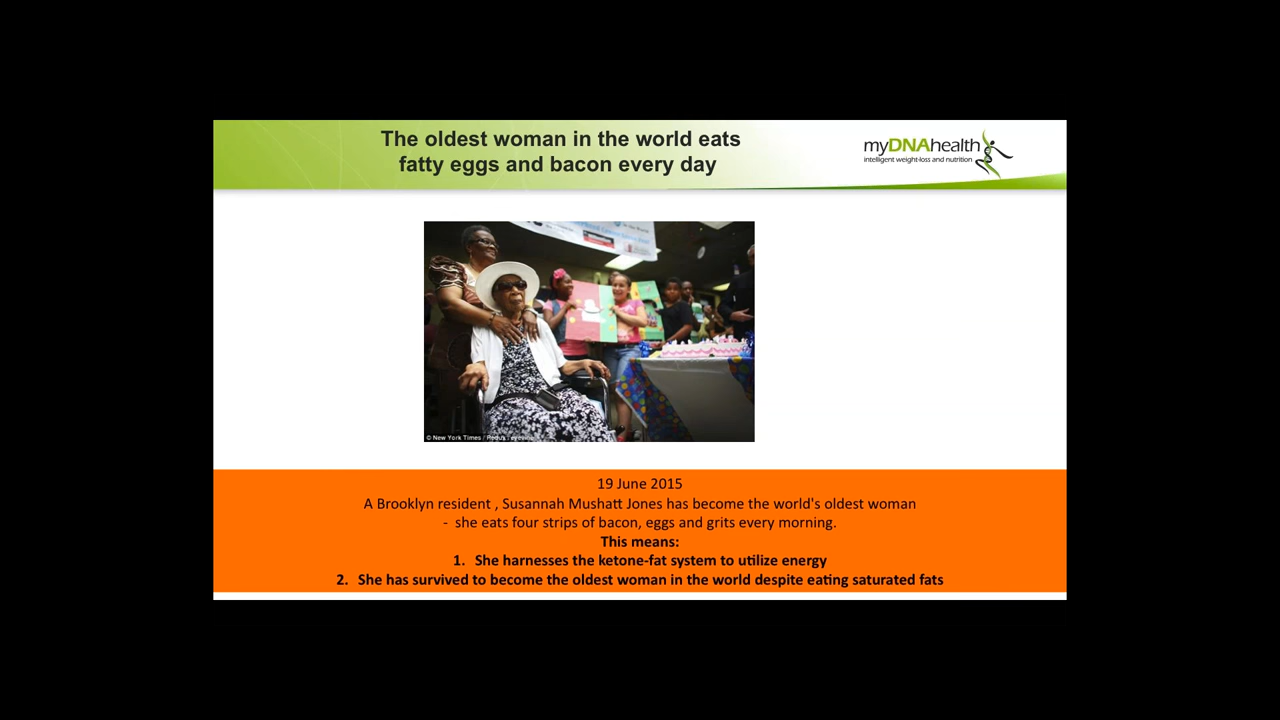 The oldest woman in the world eats
fatty eggs and bacon every day
myDNAhealth
intelligent weight-loss and nutrition
© New York Times / Redux / eyevine
19 June 2015
A Brooklyn resident , Susannah Mushatt Jones has become the world's oldest woman
- she eats four strips of bacon, eggs and grits every morning.
This means:
1. She harnesses the ketone-fat system to utilize energy
2. She has survived to become the oldest woman in the world despite eating saturated fats